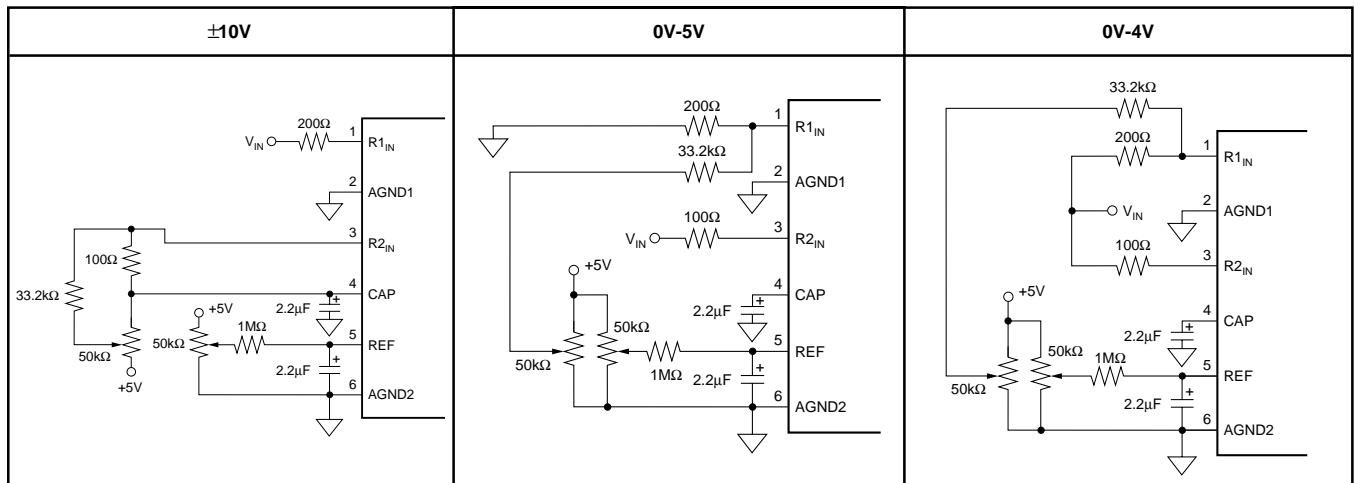 ±10V
0V-5V
0V-4V
200Ω
V_IN
1
R1_IN
2
AGND1
3
R2_IN
100Ω
33.2kΩ
4
CAP
2.2μF
+5V
50kΩ
+5V
50kΩ
1MΩ
5
REF
2.2μF
6
AGND2
200Ω
1
R1_IN
33.2kΩ
2
AGND1
100Ω
V_IN
3
R2_IN
+5V
4
CAP
2.2μF
50kΩ
50kΩ
1MΩ
5
REF
2.2μF
6
AGND2
33.2kΩ
200Ω
1
R1_IN
V_IN
2
AGND1
100Ω
3
R2_IN
+5V
4
CAP
2.2μF
50kΩ
50kΩ
1MΩ
5
REF
2.2μF
6
AGND2